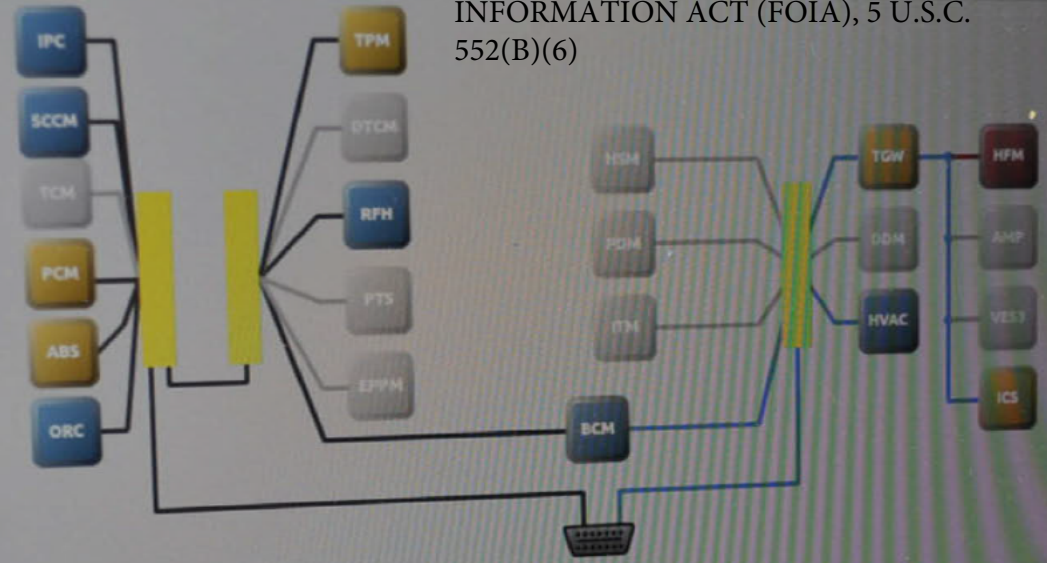 INFORMATION ACT (FOIA), 5 U.S.C.
552(B)(6)
IPC
SCCM
TCM
PCM
ABS
ORC
TPM
DTCM
RFH
PTS
EPPM
HSM
PDM
ITM
BCM
TGW
DDM
HVAC
HFM
AMP
VES3
ICS